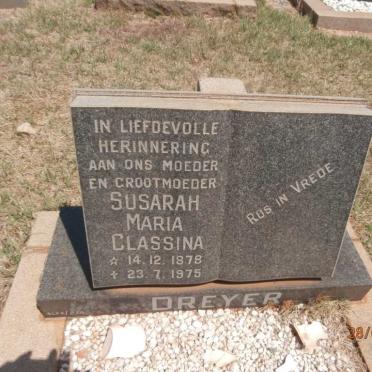 IN LIEFDEVOLLE
HERINNERING
AAN ONS MOEDER
EN GROOTMOEDER
SUSARAH
MARIA
CLASSINA
☆ 14.12.1878
✝ 23.7.1975
ROS IN VREDE
DREYER